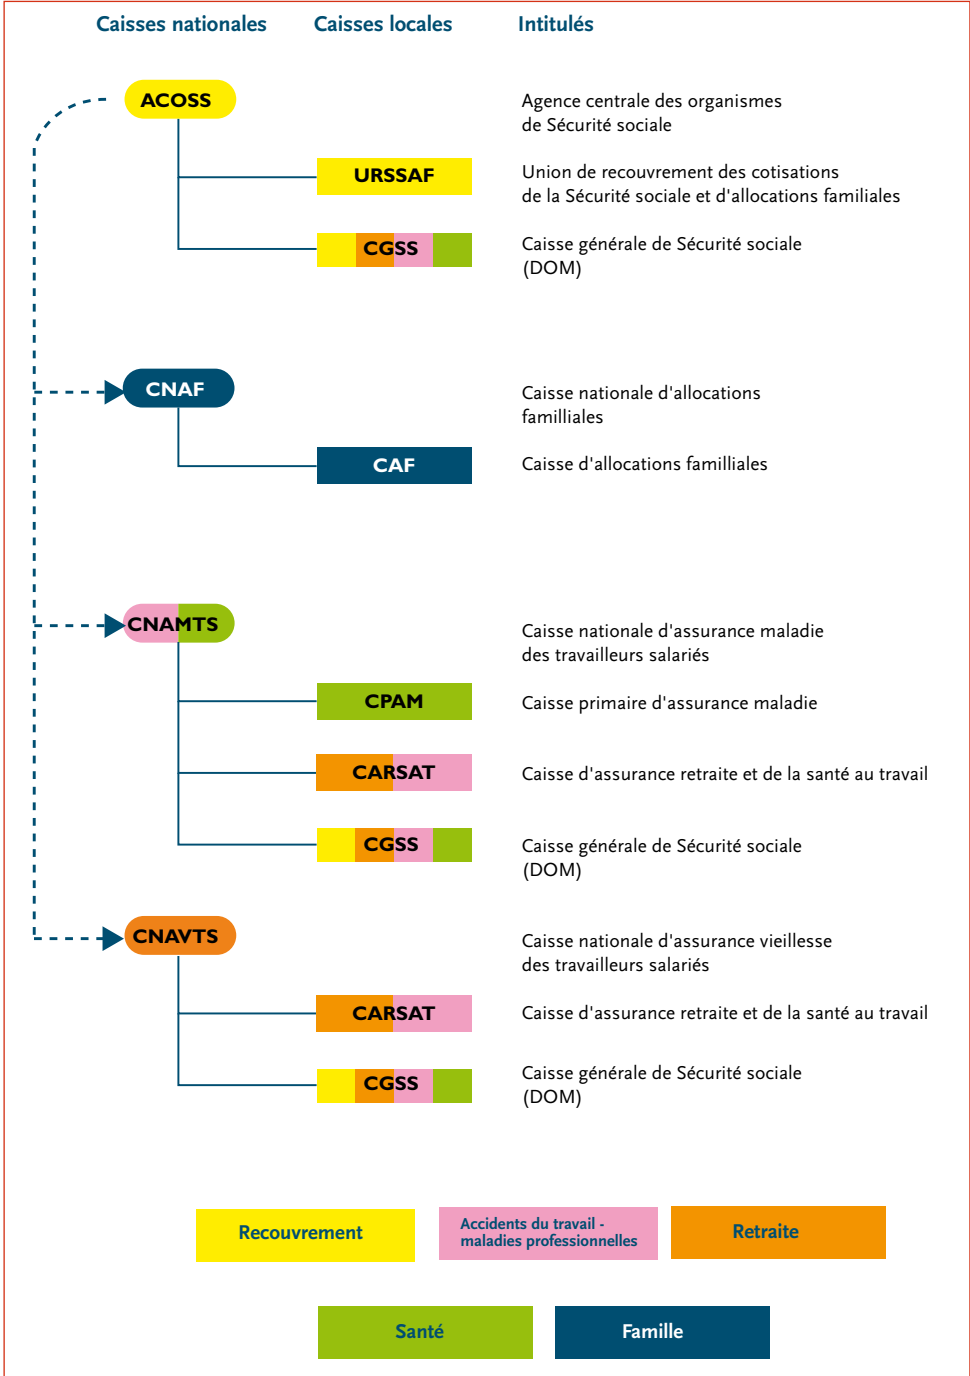 Caisses nationales Caisses locales Intitulés
ACOSS Agence centrale des organismes
de Sécurité sociale
URSSAF Union de recouvrement des cotisations
de la Sécurité sociale et d'allocations familiales
CGSS Caisse générale de Sécurité sociale
(DOM)
CNAF Caisse nationale d'allocations
familliales
CAF Caisse d'allocations familliales
CNAMTS Caisse nationale d'assurance maladie
des travailleurs salariés
CPAM Caisse primaire d'assurance maladie
CARSAT Caisse d'assurance retraite et de la santé au travail
CGSS Caisse générale de Sécurité sociale
(DOM)
CNAVTS Caisse nationale d'assurance vieillesse
des travailleurs salariés
CARSAT Caisse d'assurance retraite et de la santé au travail
CGSS Caisse générale de Sécurité sociale
(DOM)
Recouvrement
Accidents du travail -
maladies professionnelles
Retraite
Santé
Famille